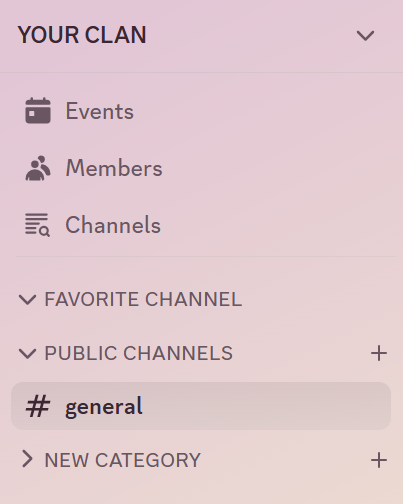 YOUR CLAN
Events
Members
Channels
FAVORITE CHANNEL
PUBLIC CHANNELS
# general
NEW CATEGORY